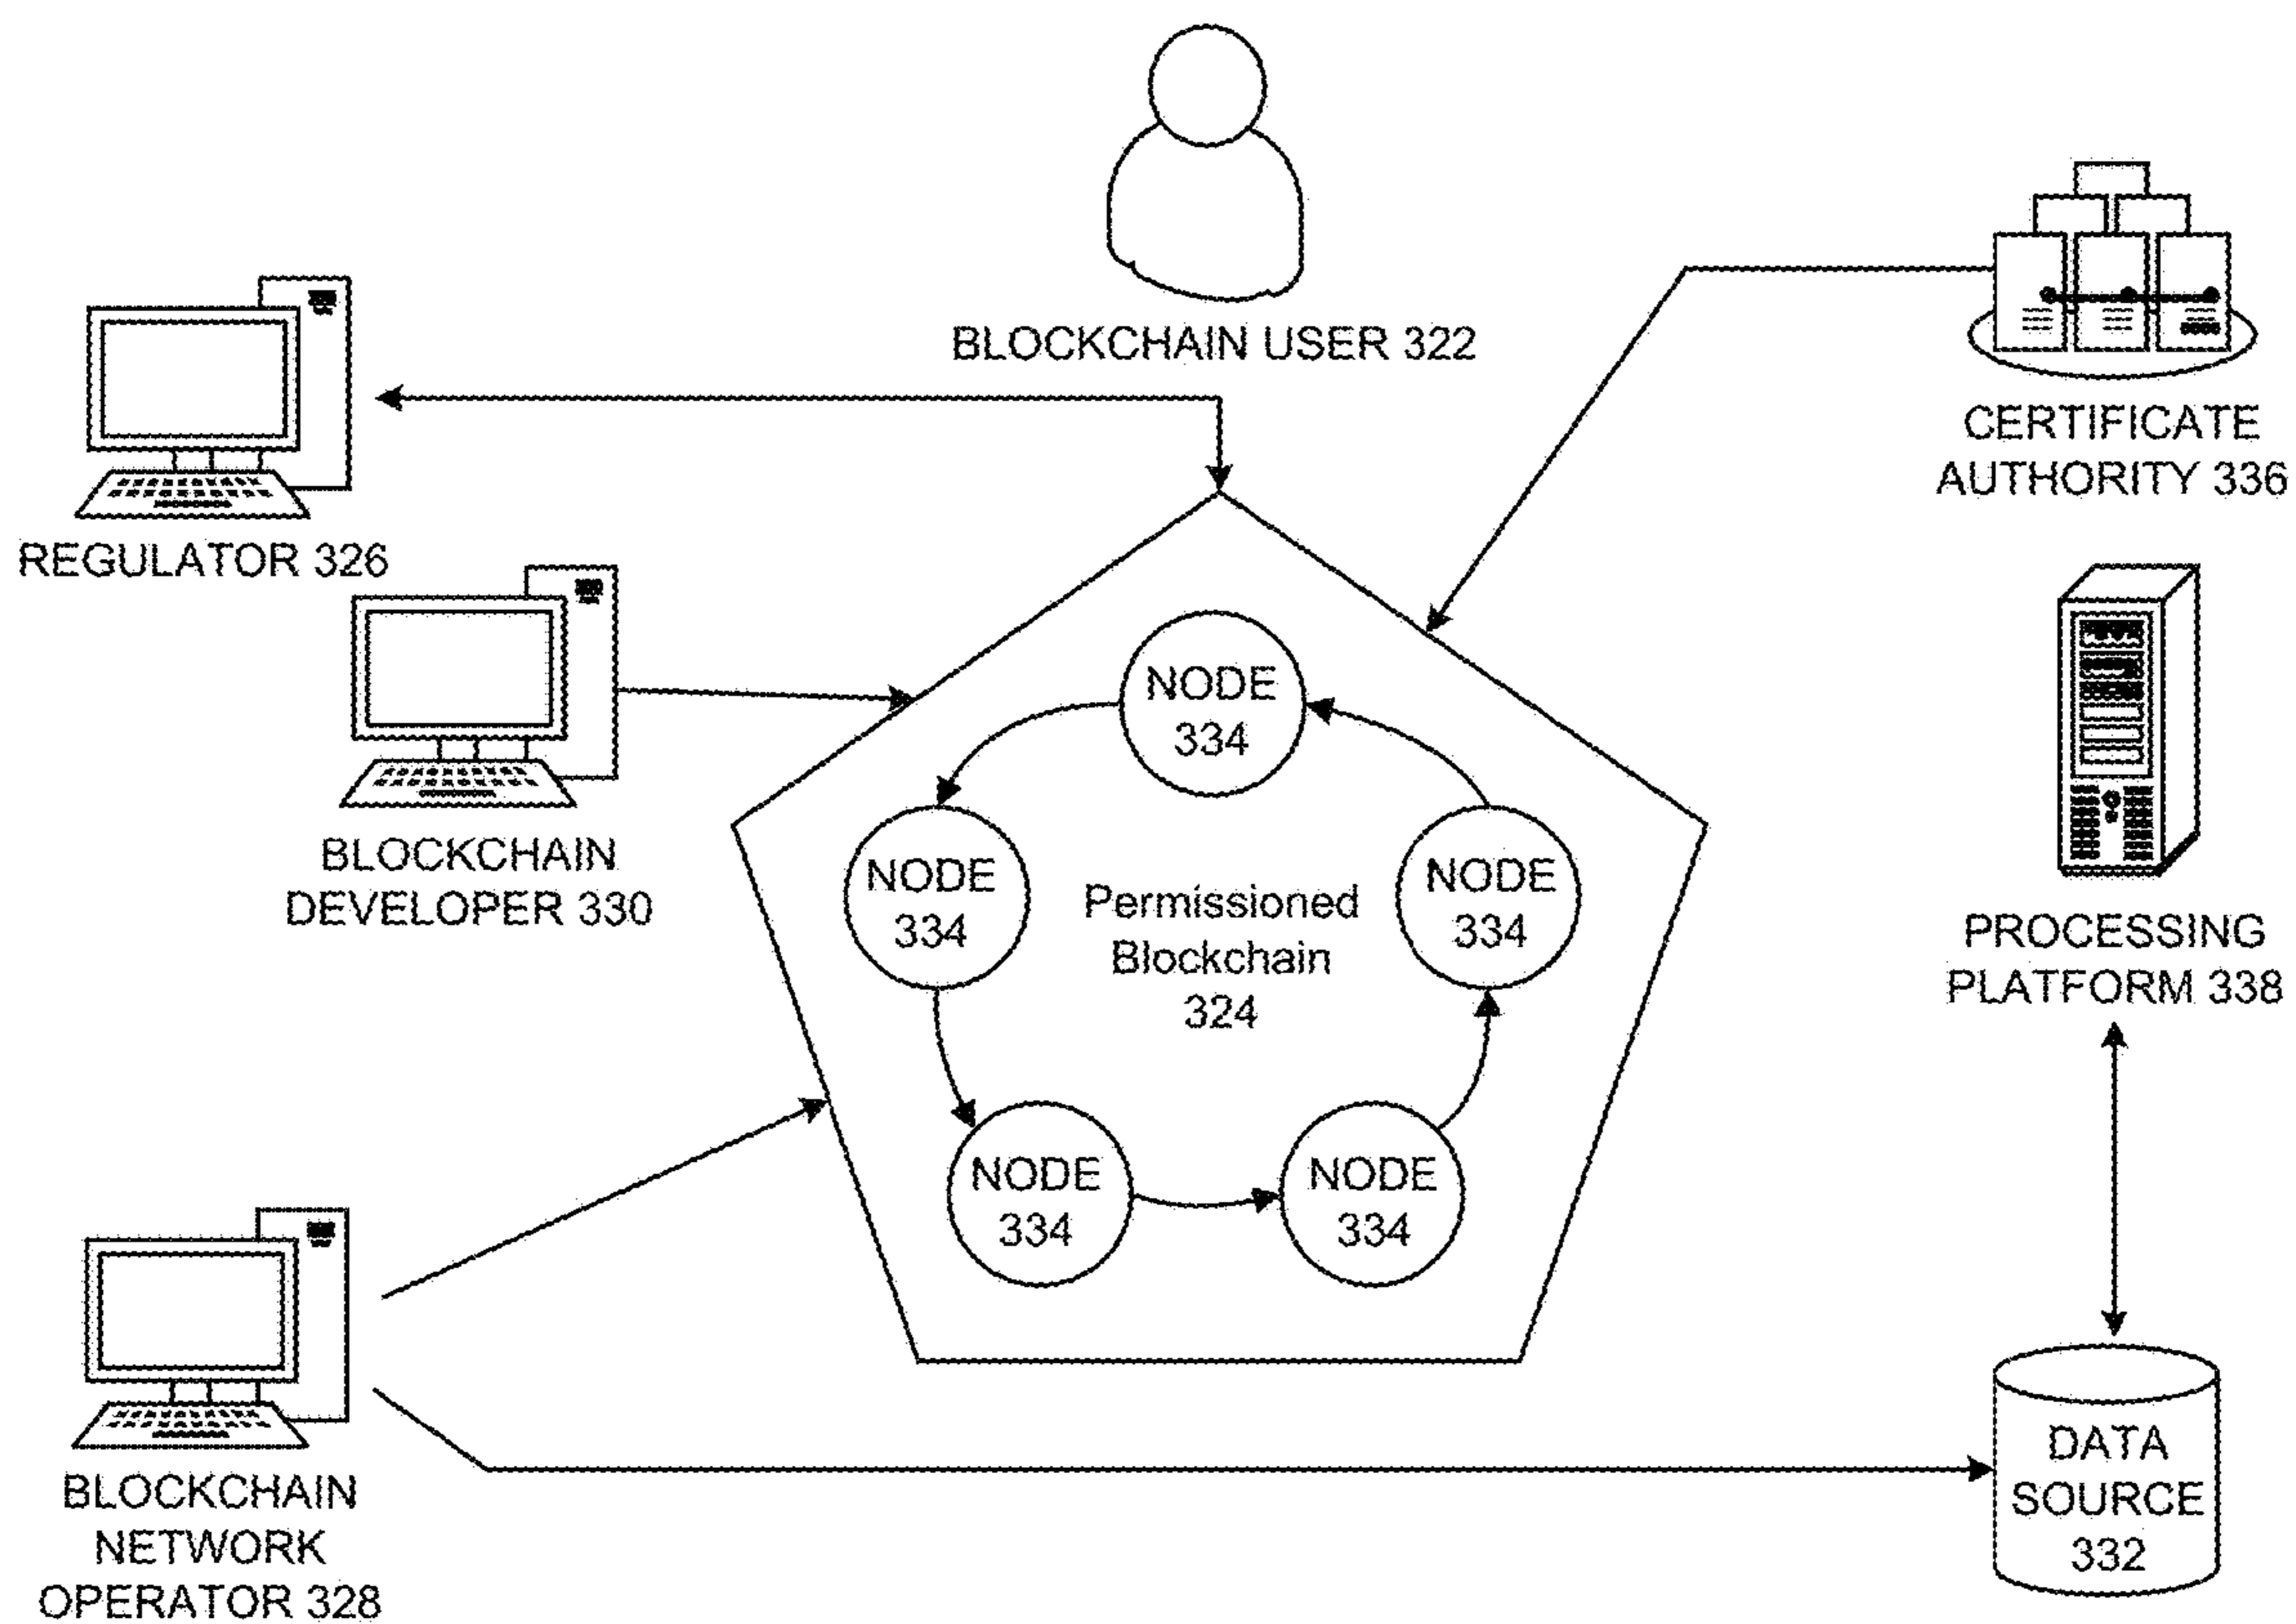 BLOCKCHAIN USER 322
CERTIFICATE
AUTHORITY 336
REGULATOR 326
BLOCKCHAIN
DEVELOPER 330
NODE
334
NODE
334
Permissioned
Blockchain
324
NODE
334
NODE
334
NODE
334
PROCESSING
PLATFORM 338
BLOCKCHAIN
NETWORK
OPERATOR 328
DATA
SOURCE
332